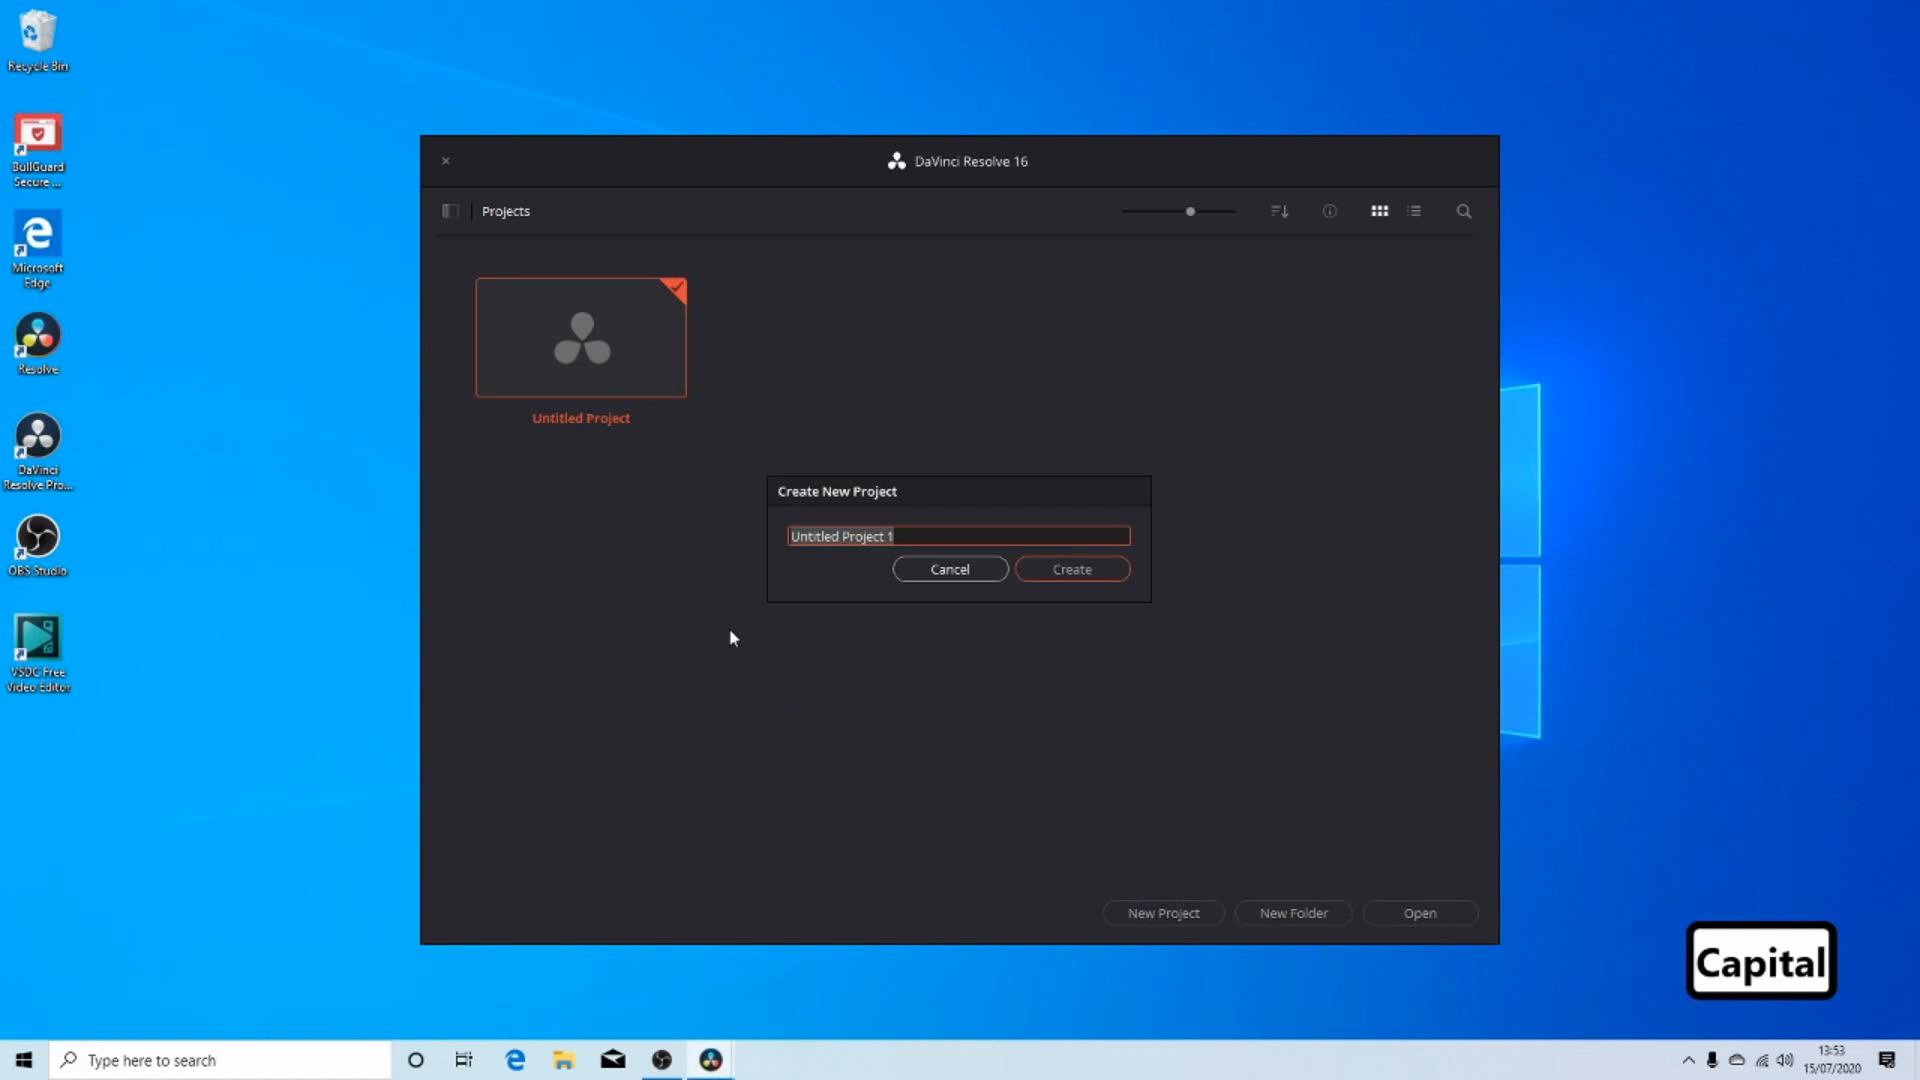 Recycle Bin
BullGuard
Secure ...
Microsoft
Edge
Resolve
DaVinci
Resolve Pro...
OBS Studio
VSDC Free
Video Editor
DaVinci Resolve 16
Projects
Untitled Project
Create New Project
Untitled Project 1
Cancel
Create
New Project
New Folder
Open
Capital
Type here to search
13:53
15/07/2020